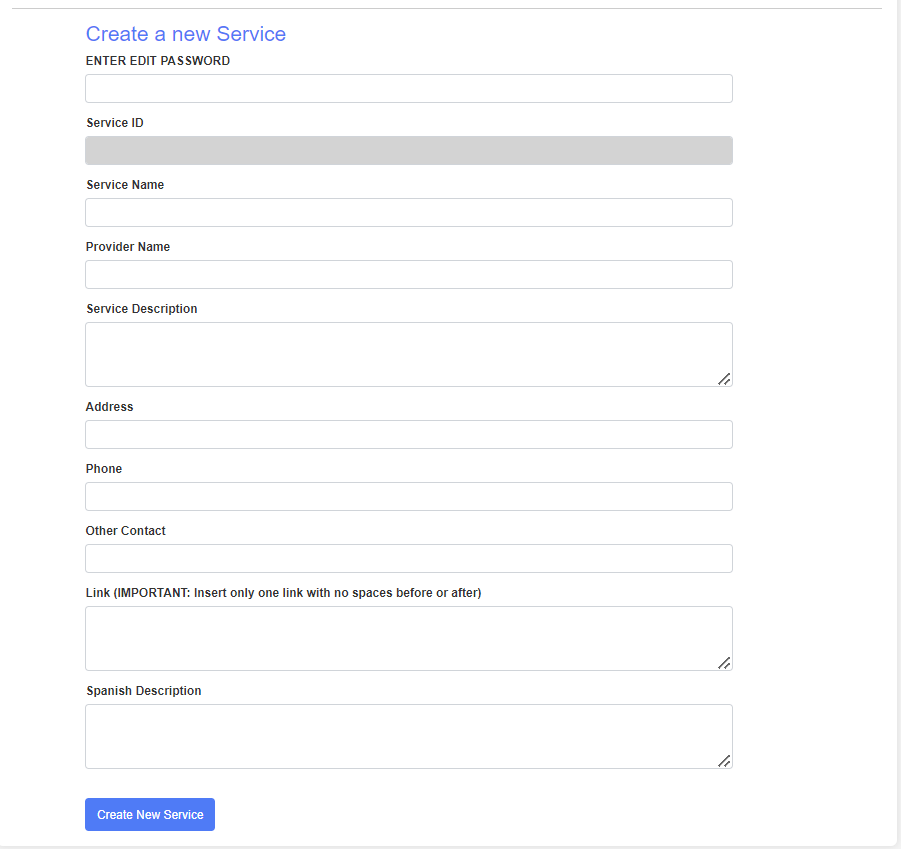 Create a new Service
ENTER EDIT PASSWORD
Service ID
Service Name
Provider Name
Service Description
Address
Phone
Other Contact
Link (IMPORTANT: Insert only one link with no spaces before or after)
Spanish Description
Create New Service